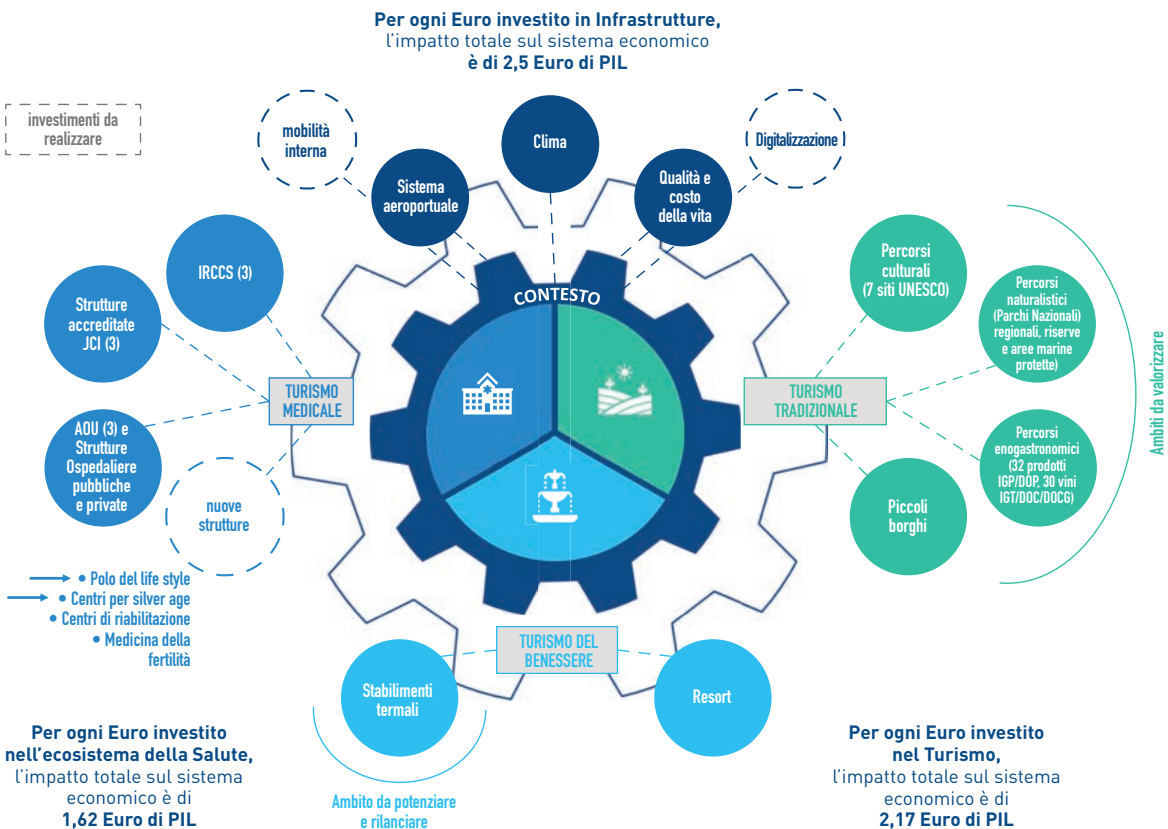 Per ogni Euro investito in Infrastrutture,
l'impatto totale sul sistema economico
è di 2,5 Euro di PIL
investimenti da
realizzare
mobilità
interna
Sistema
aeroportuale
Clima
Qualità e
costo
della vita
Digitalizzazione
CONTESTO
IRCCS (3)
Strutture
accreditate
JCI (3)
TURISMO
MEDICALE
AOU (3) e
Strutture
Ospedaliere
pubbliche
e private
nuove
strutture
• Polo del life style
• Centri per silver age
• Centri di riabilitazione
• Medicina della
fertilità
Percorsi
culturali
(7 siti UNESCO)
Percorsi
naturalistici
(Parchi Nazionali)
regionali, riserve
e aree marine
protette)
TURISMO
TRADIZIONALE
Percorsi
enogastronomici
(32 prodotti
IGP/DOP, 30 vini
IGT/DOC/DOCG)
Piccoli
borghi
Ambiti da valorizzare
TURISMO DEL
BENESSERE
Stabilimenti
termali
Resort
Ambito da potenziare
e rilanciare
Per ogni Euro investito
nell'ecosistema della Salute,
l'impatto totale sul sistema
economico è di
1,62 Euro di PIL
Per ogni Euro investito
nel Turismo,
l'impatto totale sul sistema
economico è di
2,17 Euro di PIL